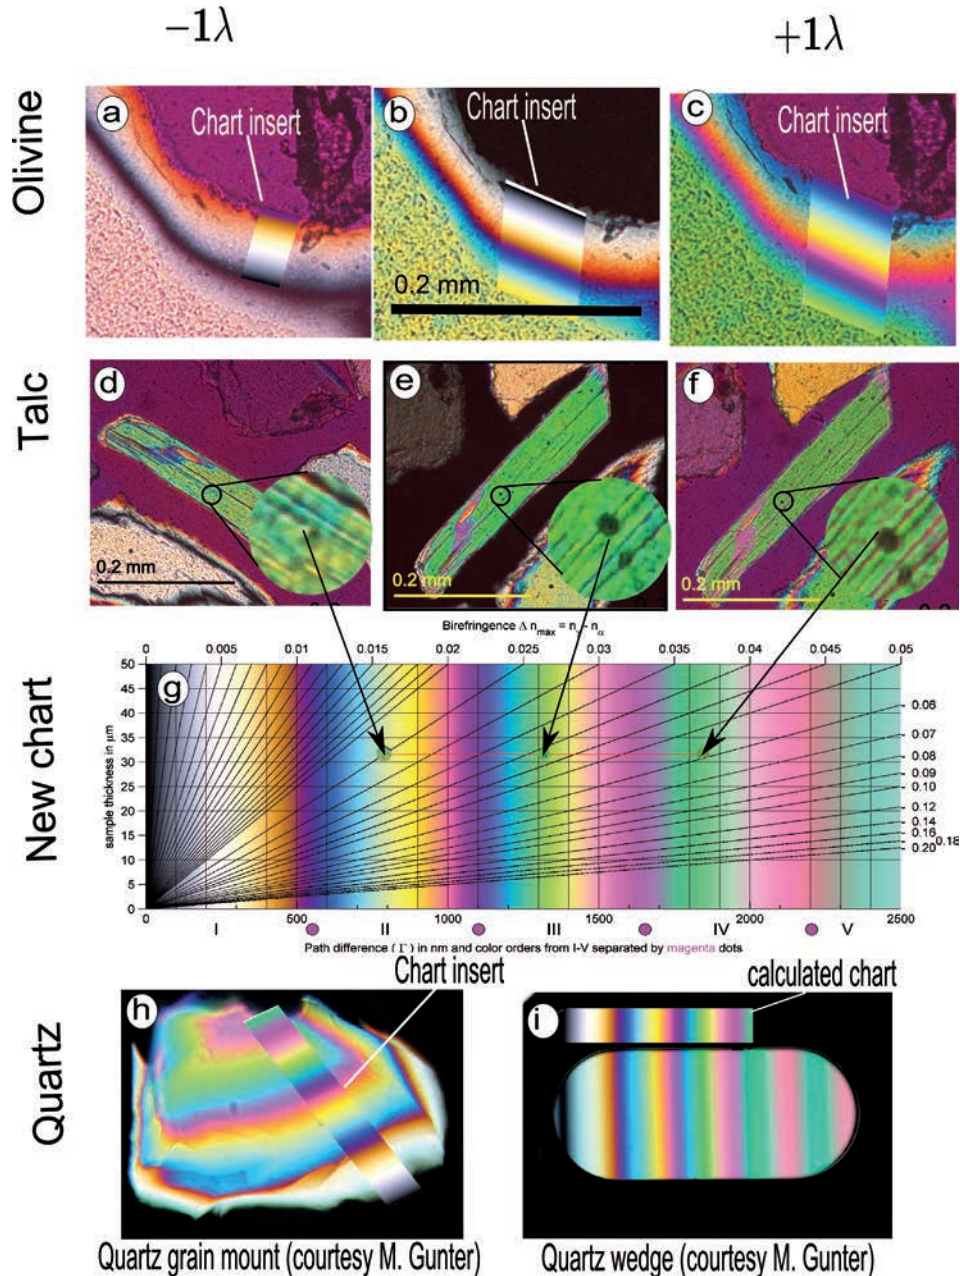 −1λ
+1λ
Olivine
a
Chart insert
b
Chart insert
0.2 mm
c
Chart insert
Talc
d
0.2 mm
e
0.2 mm
f
0.2 mm
Birefringence Δ n max = nγ - nα
0 0.005 0.01 0.015 0.02 0.025 0.03 0.035 0.04 0.045 0.05
New chart
g
sample thickness in μm
50
45
40
35
30
25
20
15
10
5
0
0.06
0.07
0.08
0.09
0.10
0.12
0.14
0.16
0.18
0.20
0 500 1000 1500 2000 2500
I II III IV V
Path difference (Γ) in nm and color orders from I-V separated by magenta dots
Quartz
h
Chart insert
i
calculated chart
Quartz grain mount (courtesy M. Gunter)
Quartz wedge (courtesy M. Gunter)